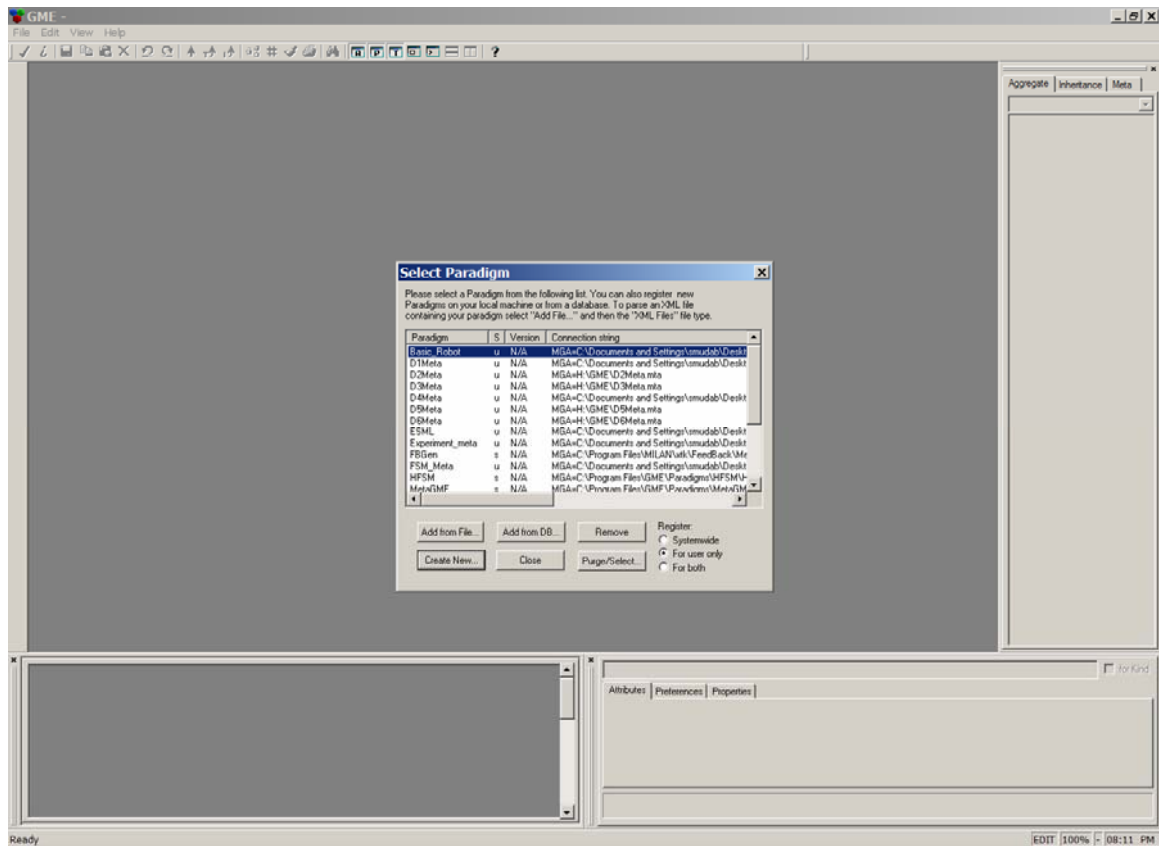 GME -
File Edit View Help
Aggregate Inheritance Meta
Select Paradigm
Please select a Paradigm from the following list. You can also register new
Paradigms on your local machine or from a database. To parse an XML file
containing your paradigm select "Add File..." and then the "XML Files" file type.
Paradigm S Version Connection string
Basic_Robot u N/A MGA=C:\Documents and Settings\smudab\Deskt
D1Meta u N/A MGA=C:\Documents and Settings\smudab\Deskt
D2Meta u N/A MGA=H:\GME\D2Meta.mta
D3Meta u N/A MGA=H:\GME\D3Meta.mta
D4Meta u N/A MGA=C:\Documents and Settings\smudab\Deskt
D5Meta u N/A MGA=H:\GME\D5Meta.mta
D6Meta u N/A MGA=H:\GME\D6Meta.mta
ESML u N/A MGA=C:\Documents and Settings\smudab\Deskt
Experiment_meta u N/A MGA=C:\Documents and Settings\smudab\Deskt
FBGen s N/A MGA=C:\Program Files\MILAN\xtk\FeedBack\Me
FSM_Meta u N/A MGA=C:\Documents and Settings\smudab\Deskt
HFSM s N/A MGA=C:\Program Files\GME\Paradigms\HFSM\H
MetaGME s N/A MGA=C:\Program Files\GME\Paradigms\MetaGM
Add from File... Add from DB... Remove Register:
Systemwide
Create New... Close Purge/Select... For user only
For both
for Kind
Attributes Preferences Properties
Ready EDIT 100% - 08:11 PM